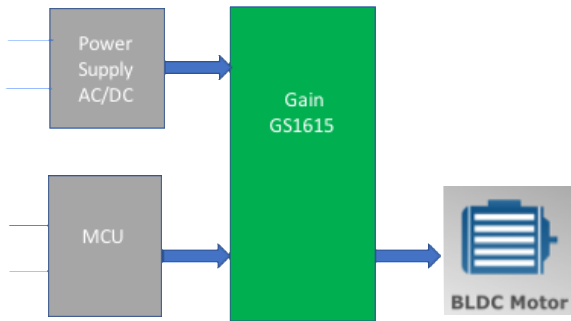 Power
Supply
AC/DC
Gain
GS1615
MCU
BLDC Motor